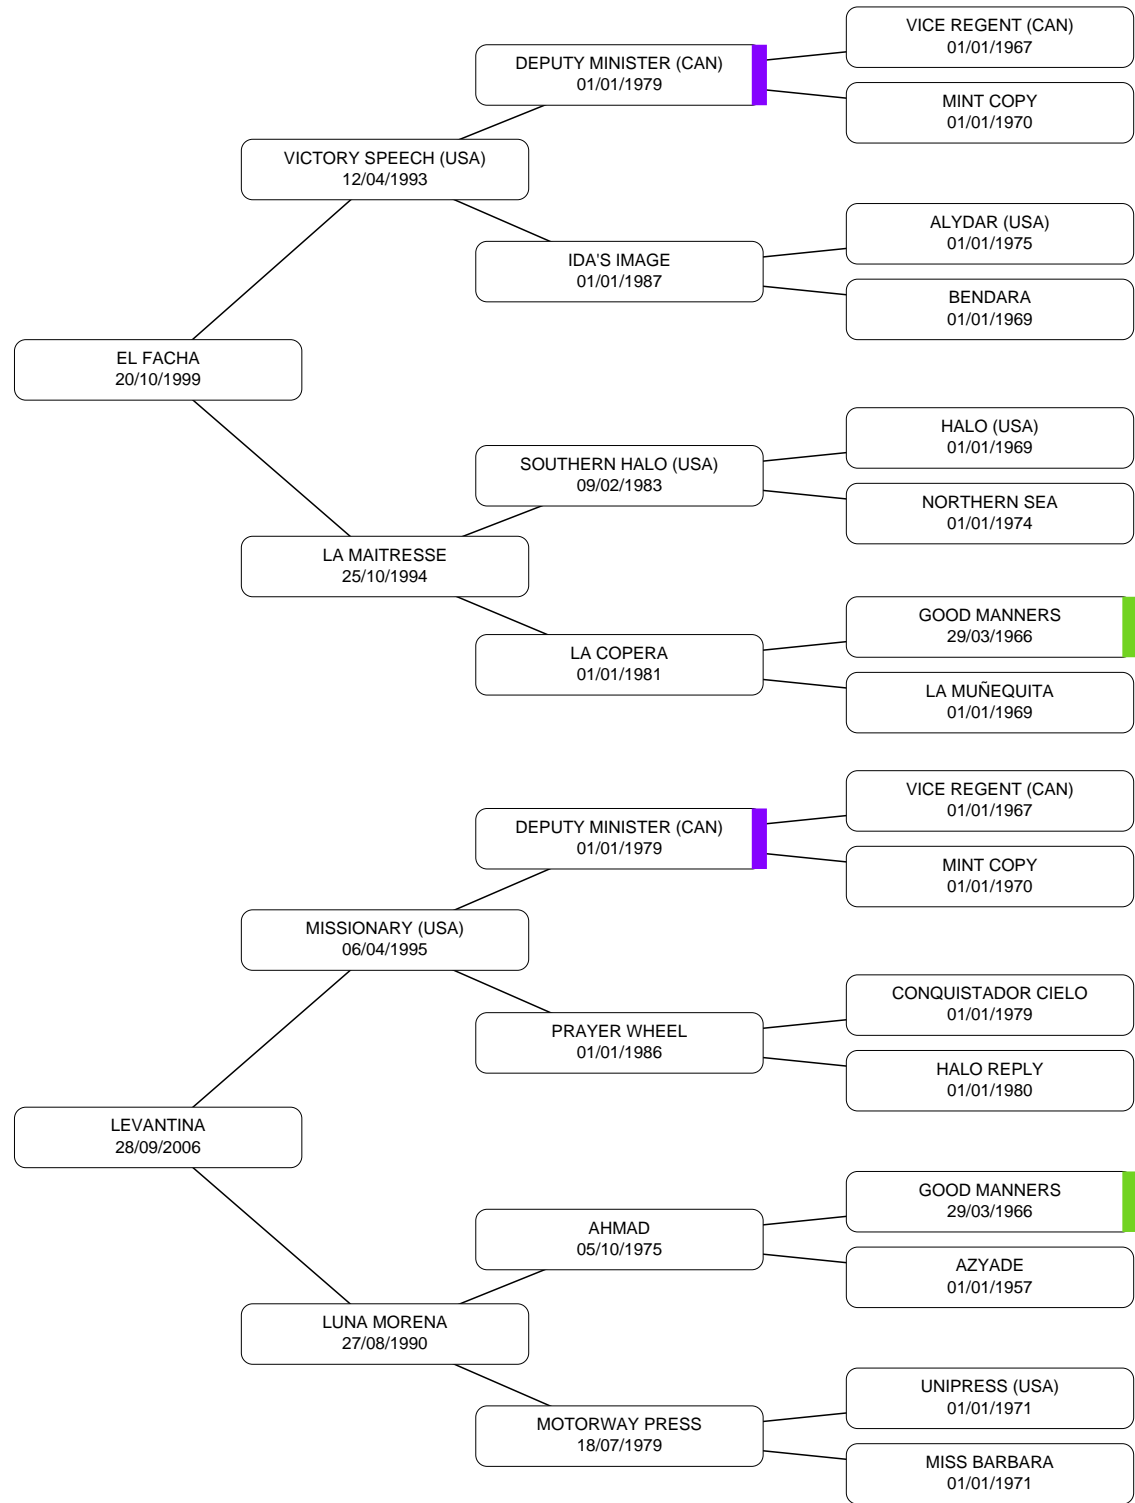 VICE REGENT (CAN)
01/01/1967
DEPUTY MINISTER (CAN)
01/01/1979
MINT COPY
01/01/1970
VICTORY SPEECH (USA)
12/04/1993
ALYDAR (USA)
01/01/1975
IDA'S IMAGE
01/01/1987
BENDARA
01/01/1969
EL FACHA
20/10/1999
HALO (USA)
01/01/1969
SOUTHERN HALO (USA)
09/02/1983
NORTHERN SEA
01/01/1974
LA MAITRESSE
25/10/1994
GOOD MANNERS
29/03/1966
LA COPERA
01/01/1981
LA MUÑEQUITA
01/01/1969
VICE REGENT (CAN)
01/01/1967
DEPUTY MINISTER (CAN)
01/01/1979
MINT COPY
01/01/1970
MISSIONARY (USA)
06/04/1995
CONQUISTADOR CIELO
01/01/1979
PRAYER WHEEL
01/01/1986
HALO REPLY
01/01/1980
LEVANTINA
28/09/2006
GOOD MANNERS
29/03/1966
AHMAD
05/10/1975
AZYADE
01/01/1957
LUNA MORENA
27/08/1990
UNIPRESS (USA)
01/01/1971
MOTORWAY PRESS
18/07/1979
MISS BARBARA
01/01/1971